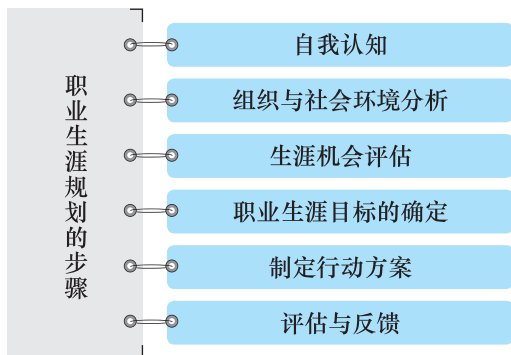 职业生涯规划的步骤
自我认知
组织与社会环境分析
生涯机会评估
职业生涯目标的确定
制定行动方案
评估与反馈